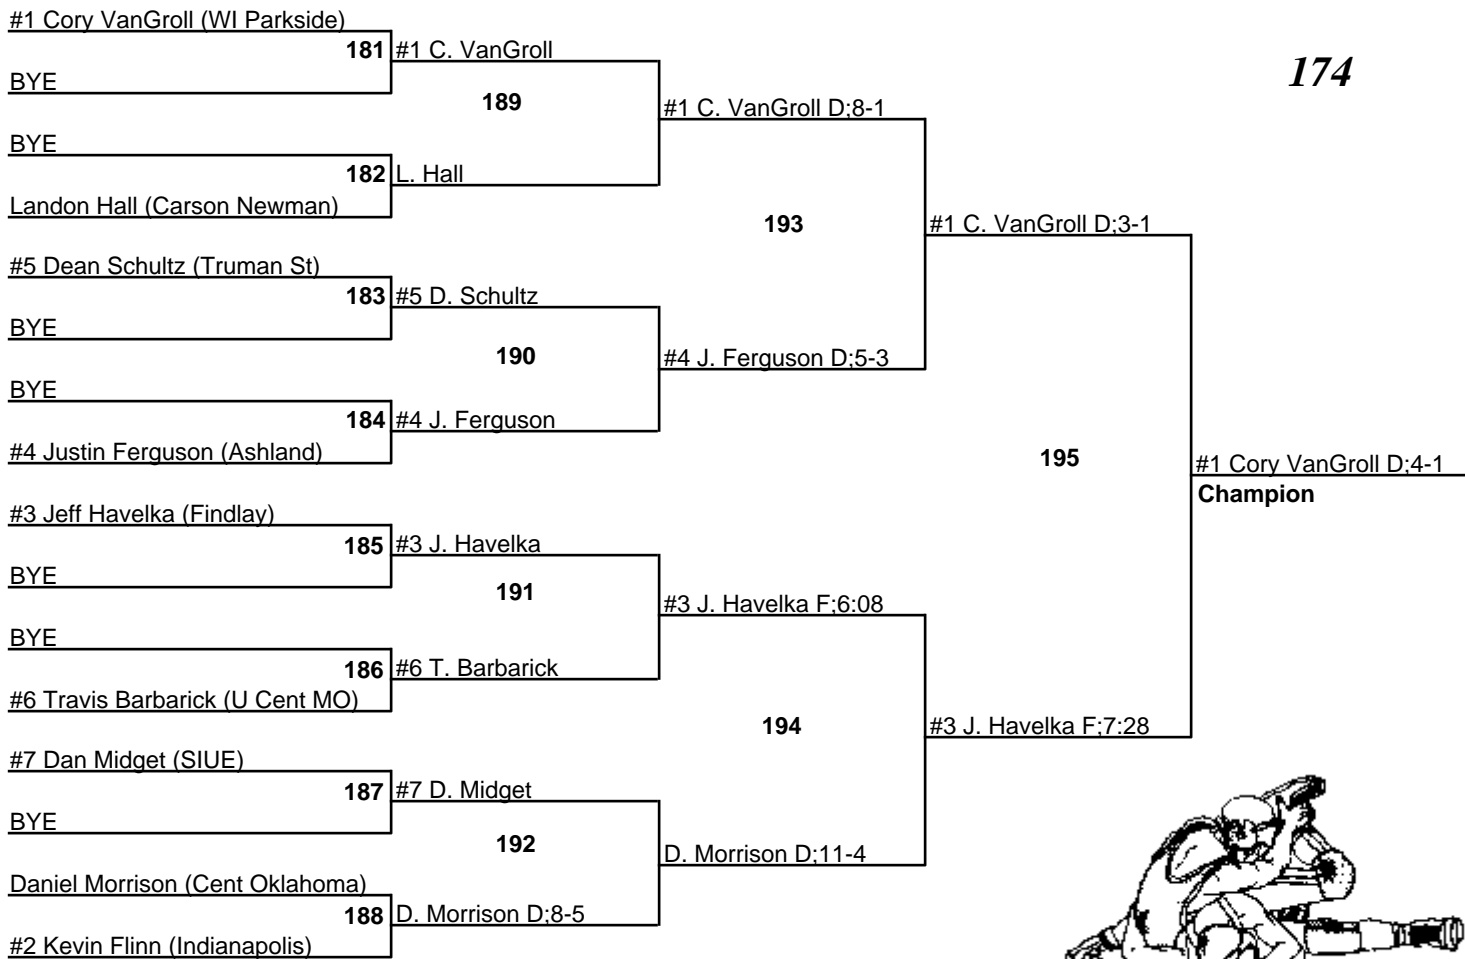 #1 Cory VanGroll (WI Parkside)
181 #1 C. VanGroll
BYE
189
#1 C. VanGroll D;8-1
174
BYE
182 L. Hall
Landon Hall (Carson Newman)
193
#1 C. VanGroll D;3-1
#5 Dean Schultz (Truman St)
183 #5 D. Schultz
BYE
190
#4 J. Ferguson D;5-3
BYE
184 #4 J. Ferguson
#4 Justin Ferguson (Ashland)
195
#1 Cory VanGroll D;4-1
Champion
#3 Jeff Havelka (Findlay)
185 #3 J. Havelka
BYE
191
#3 J. Havelka F;6:08
BYE
186 #6 T. Barbarick
#6 Travis Barbarick (U Cent MO)
194
#3 J. Havelka F;7:28
#7 Dan Midget (SIUE)
187 #7 D. Midget
BYE
192
D. Morrison D;11-4
Daniel Morrison (Cent Oklahoma)
188 D. Morrison D;8-5
#2 Kevin Flinn (Indianapolis)